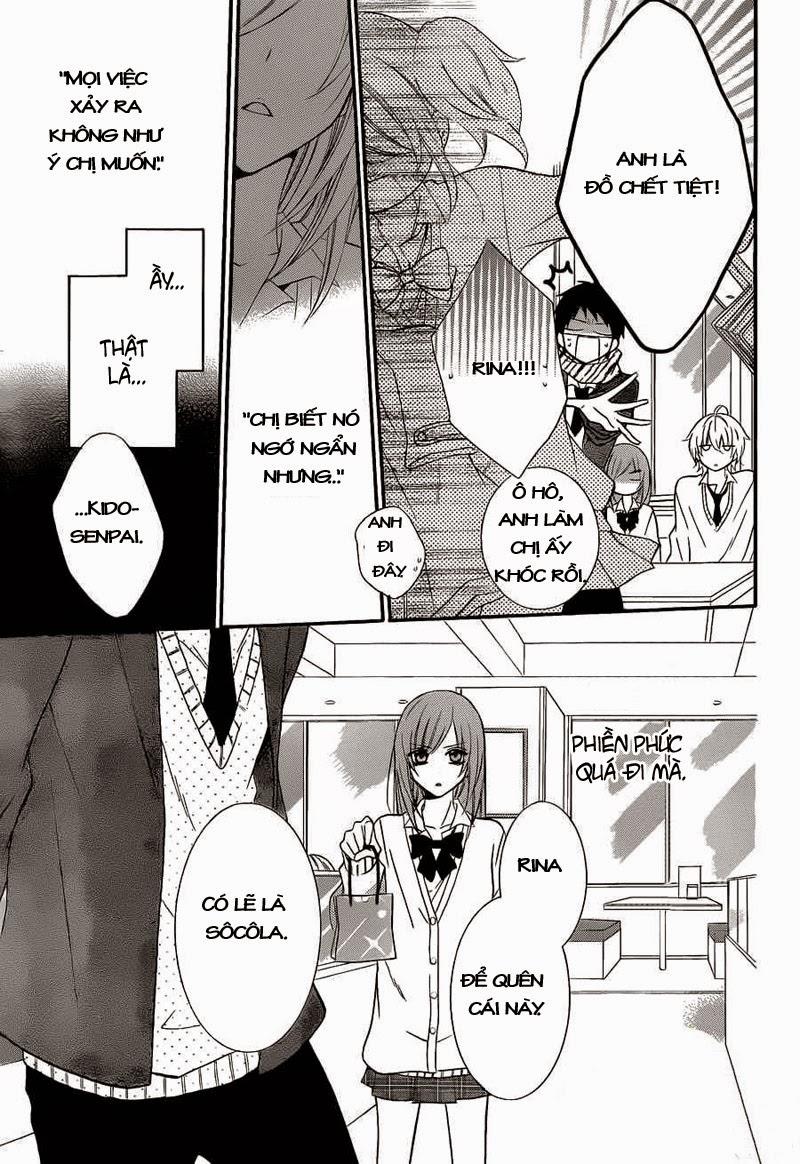 ANH LÀ
ĐỒ CHẾT TIỆT!
RINA!!!
Ô HÔ,
ANH LÀM
CHỊ ẤY
KHÓC RỒI.
ANH
ĐI
ĐÂY.
"MỌI VIỆC
XẢY RA
KHÔNG NHƯ
Ý CHỊ MUỐN."
"CHỊ BIẾT NÓ
NGỚ NGẨN
NHƯNG.."
ẦY...
THẬT
LÀ...
...KIDO-
SENPAI.
PHIỀN PHỨC
QUÁ ĐI MÀ.
RINA
ĐỂ QUÊN
CÁI NÀY.
CÓ LẼ LÀ
SÔCÔLA.